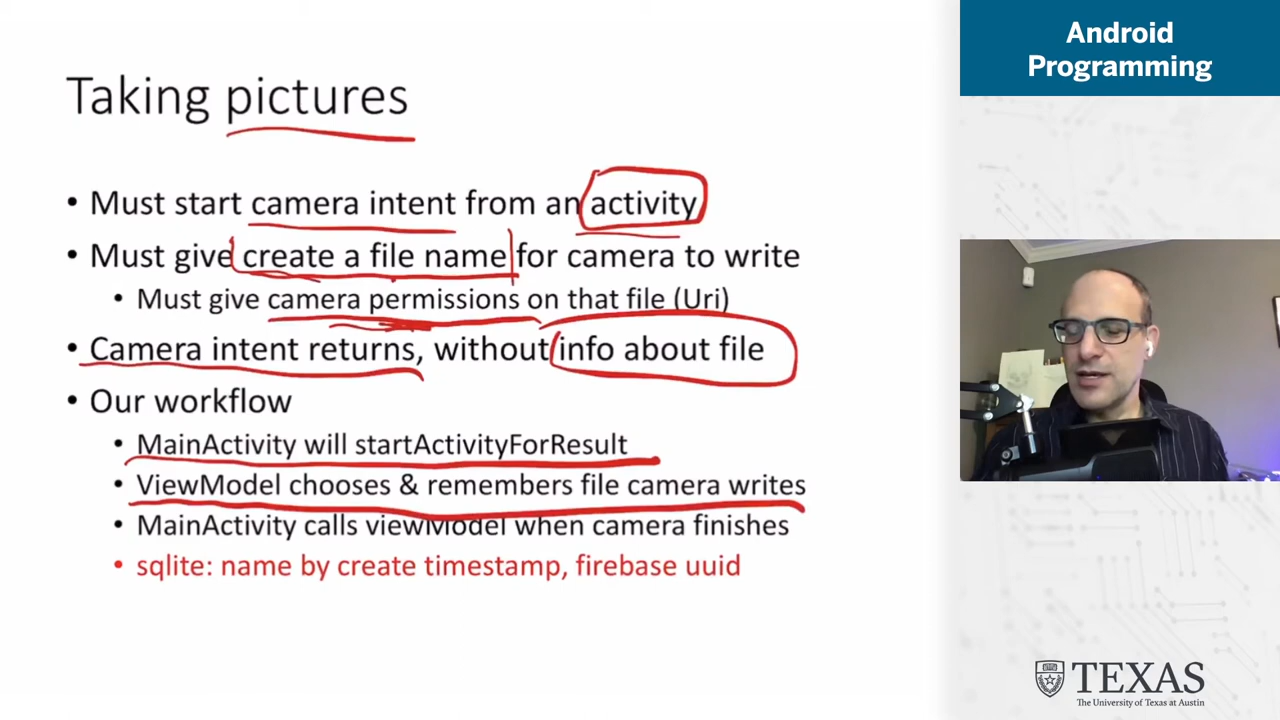 Android
Programming
Taking pictures
• Must start camera intent from an activity
• Must give create a file name for camera to write
• Must give camera permissions on that file (Uri)
• Camera intent returns, without info about file
• Our workflow
• MainActivity will startActivityForResult
• ViewModel chooses & remembers file camera writes
• MainActivity calls viewModel when camera finishes
• sqlite: name by create timestamp, firebase uuid
TEXAS
The University of Texas at Austin